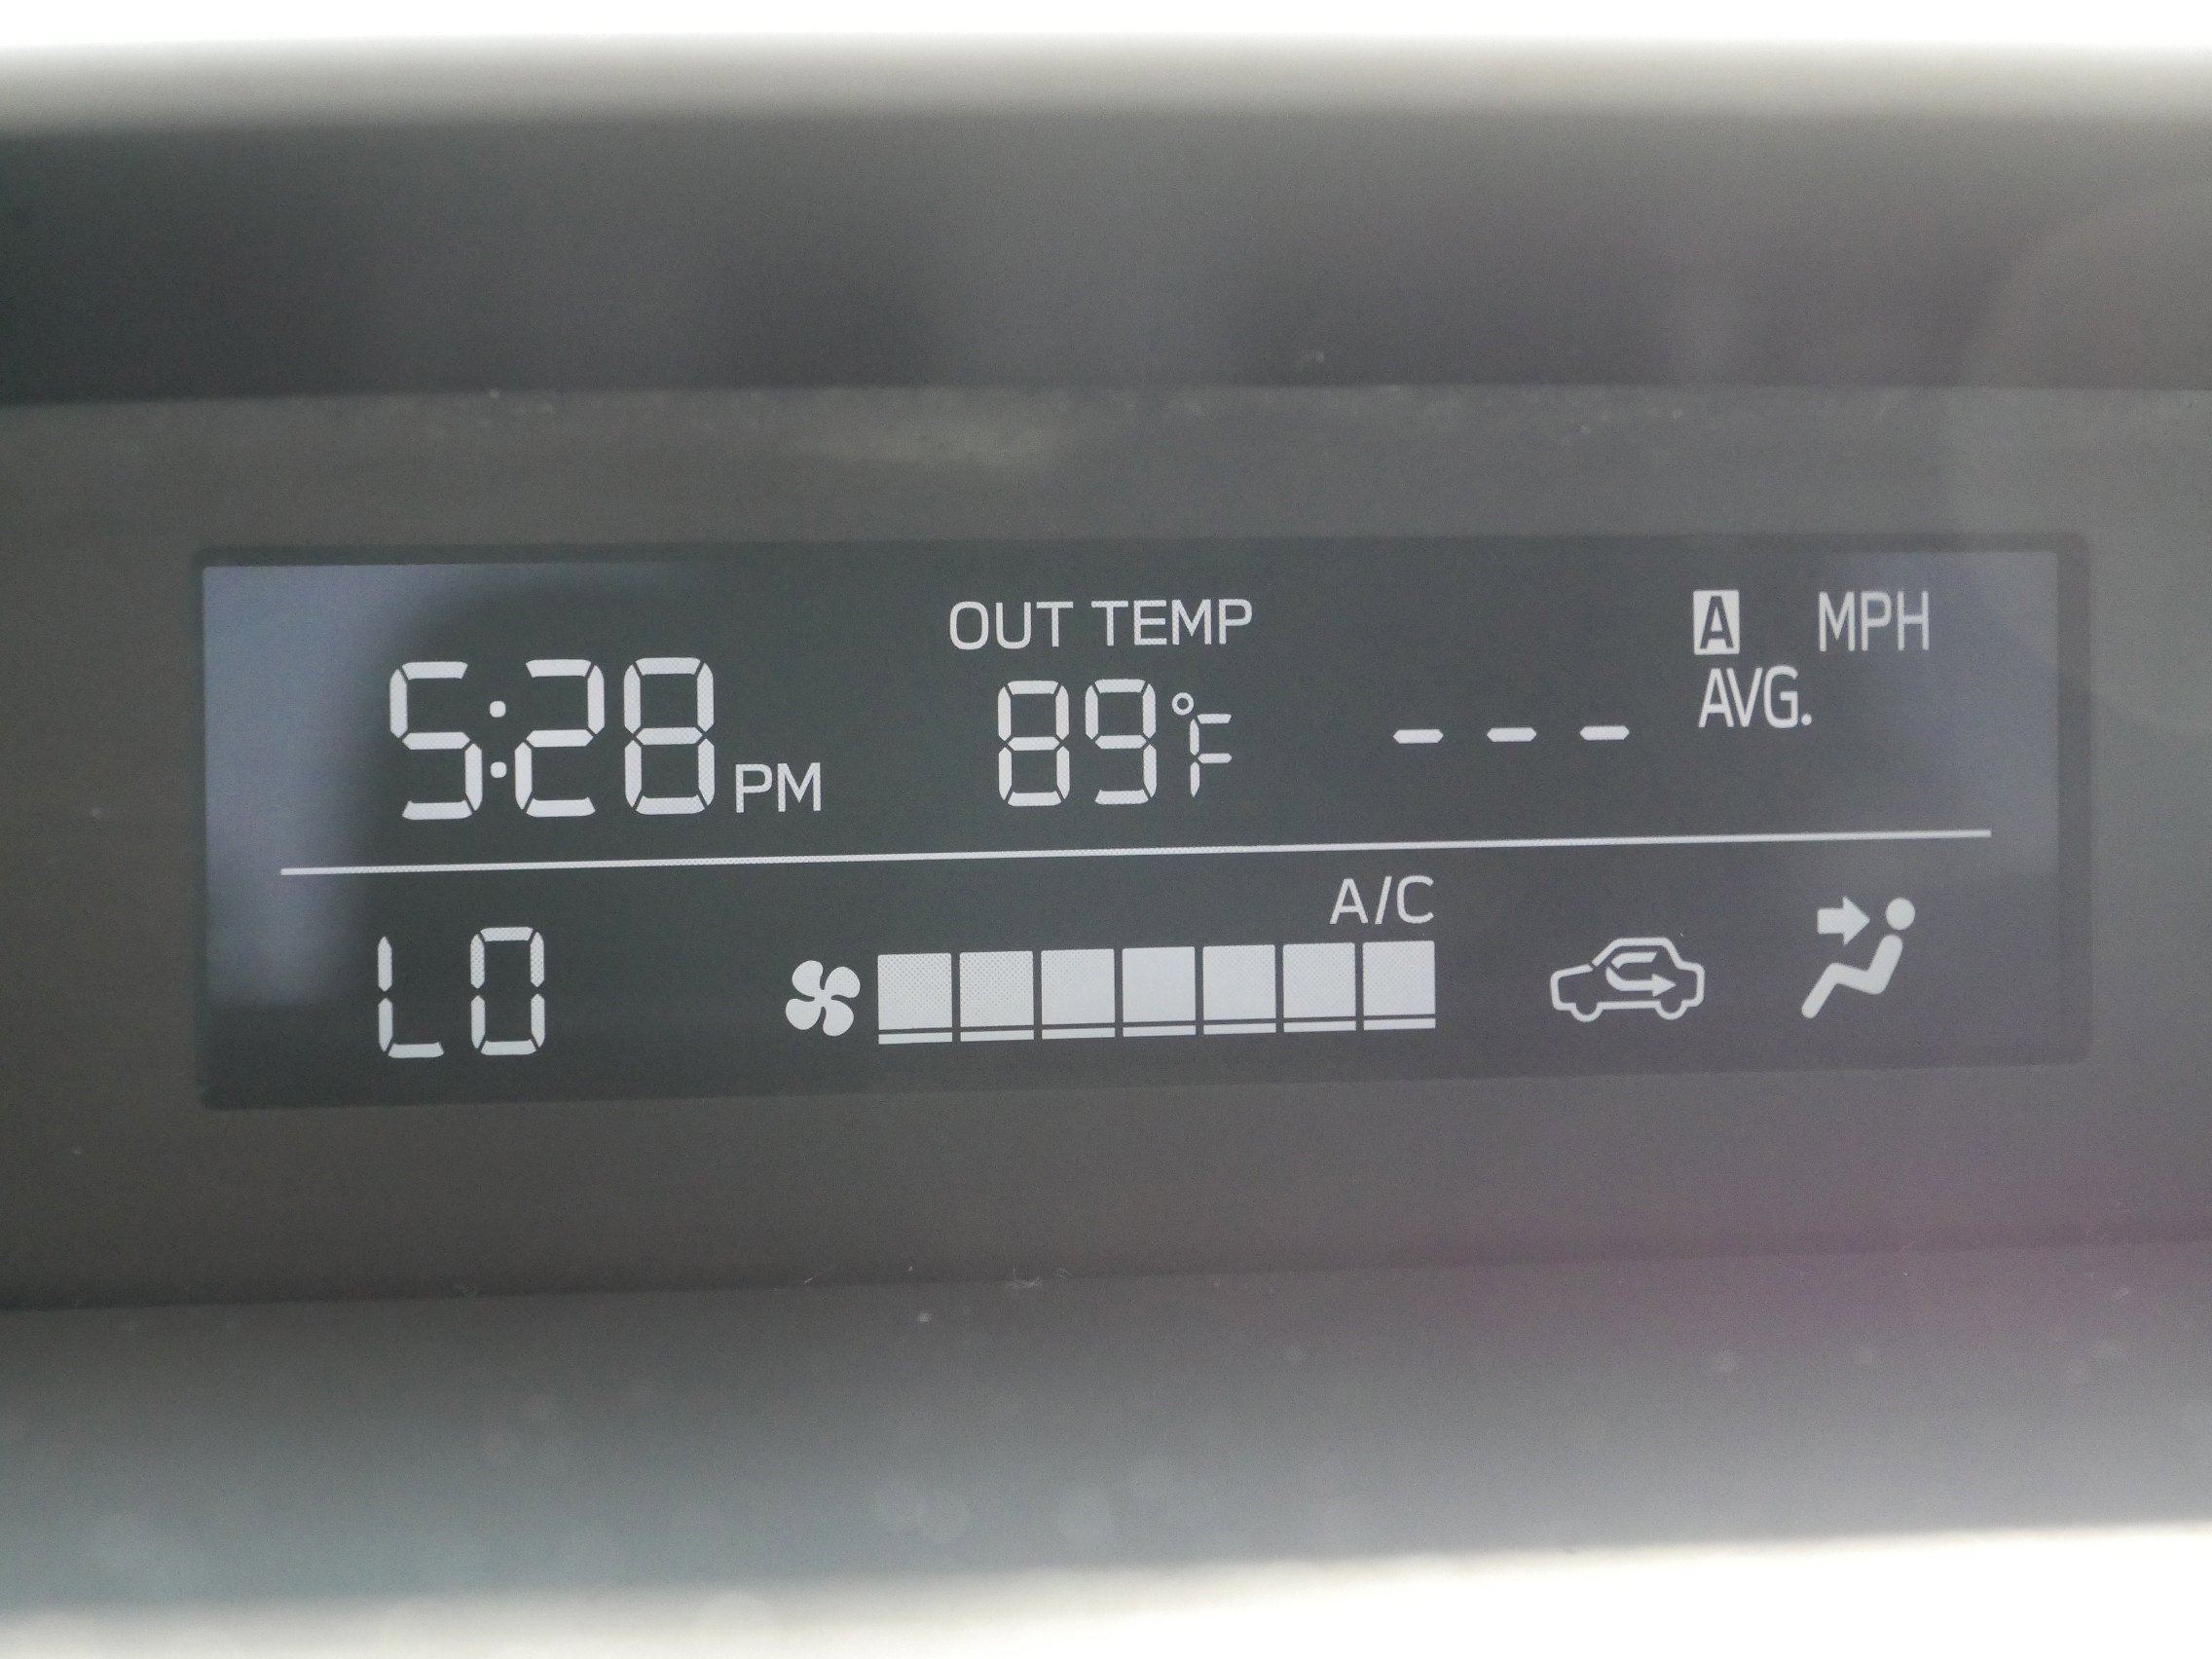 OUT TEMP
A MPH
AVG.
5:28 PM
89°F
- - -
A/C
LO